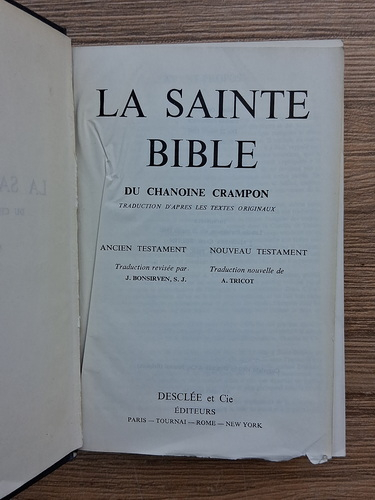 LA SAINTE
BIBLE
DU CHANOINE CRAMPON
TRADUCTION D'APRES LES TEXTES ORIGINAUX
ANCIEN TESTAMENT
Traduction revisée par
J. BONSIRVEN, S. J.
NOUVEAU TESTAMENT
Traduction nouvelle de
A. TRICOT
DESCLÉE et Cie
ÉDITEURS
PARIS — TOURNAI — ROME — NEW YORK